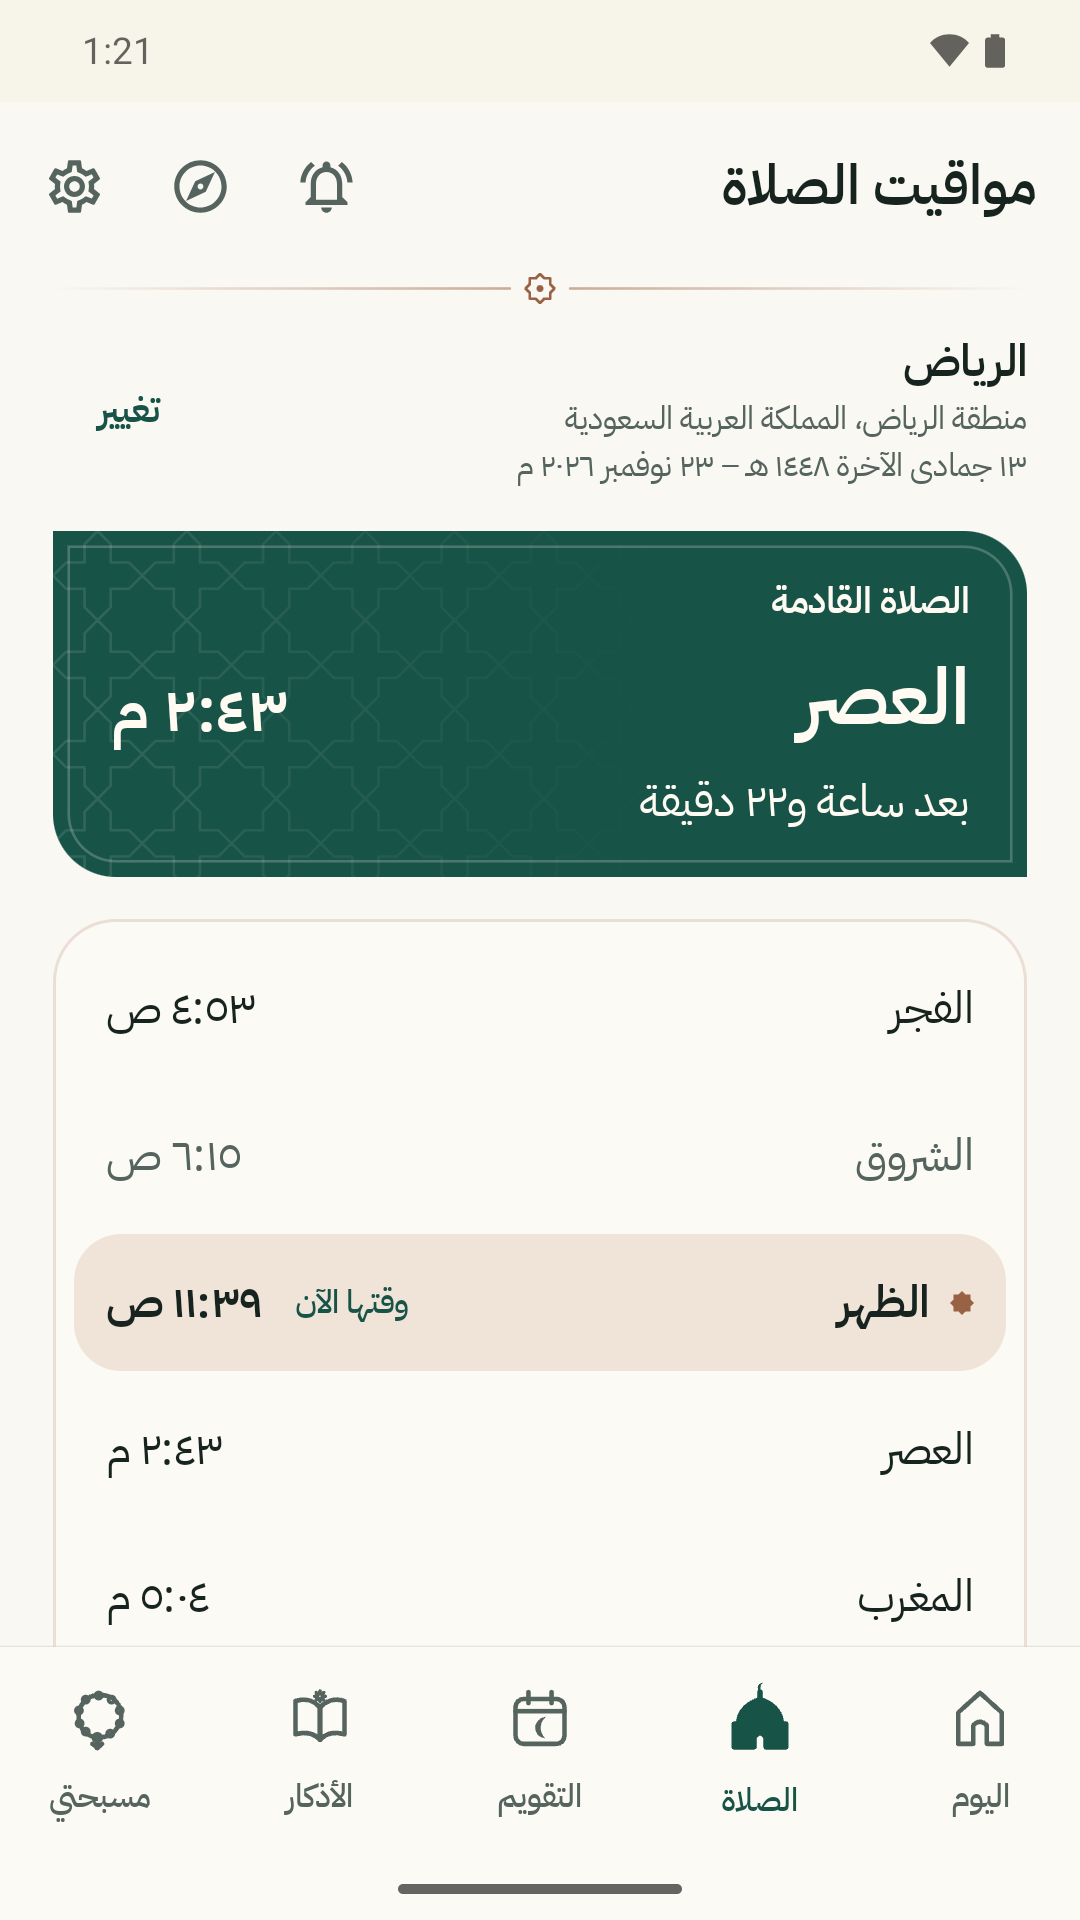 1:21
مواقيت الصلاة
الرياض
منطقة الرياض، المملكة العربية السعودية
١٣ جمادى الآخرة ١٤٤٨ هـ – ٢٣ نوفمبر ٢٠٢٦ م
تغيير
الصلاة القادمة
العصر
٢:٤٣ م
بعد ساعة و٢٢ دقيقة
الفجر ٤:٥٣ ص
الشروق ٦:١٥ ص
الظهر وقتها الآن ١١:٣٩ ص
العصر ٢:٤٣ م
المغرب ٥:٠٤ م
اليوم الصلاة التقويم الأذكار مسبحتي